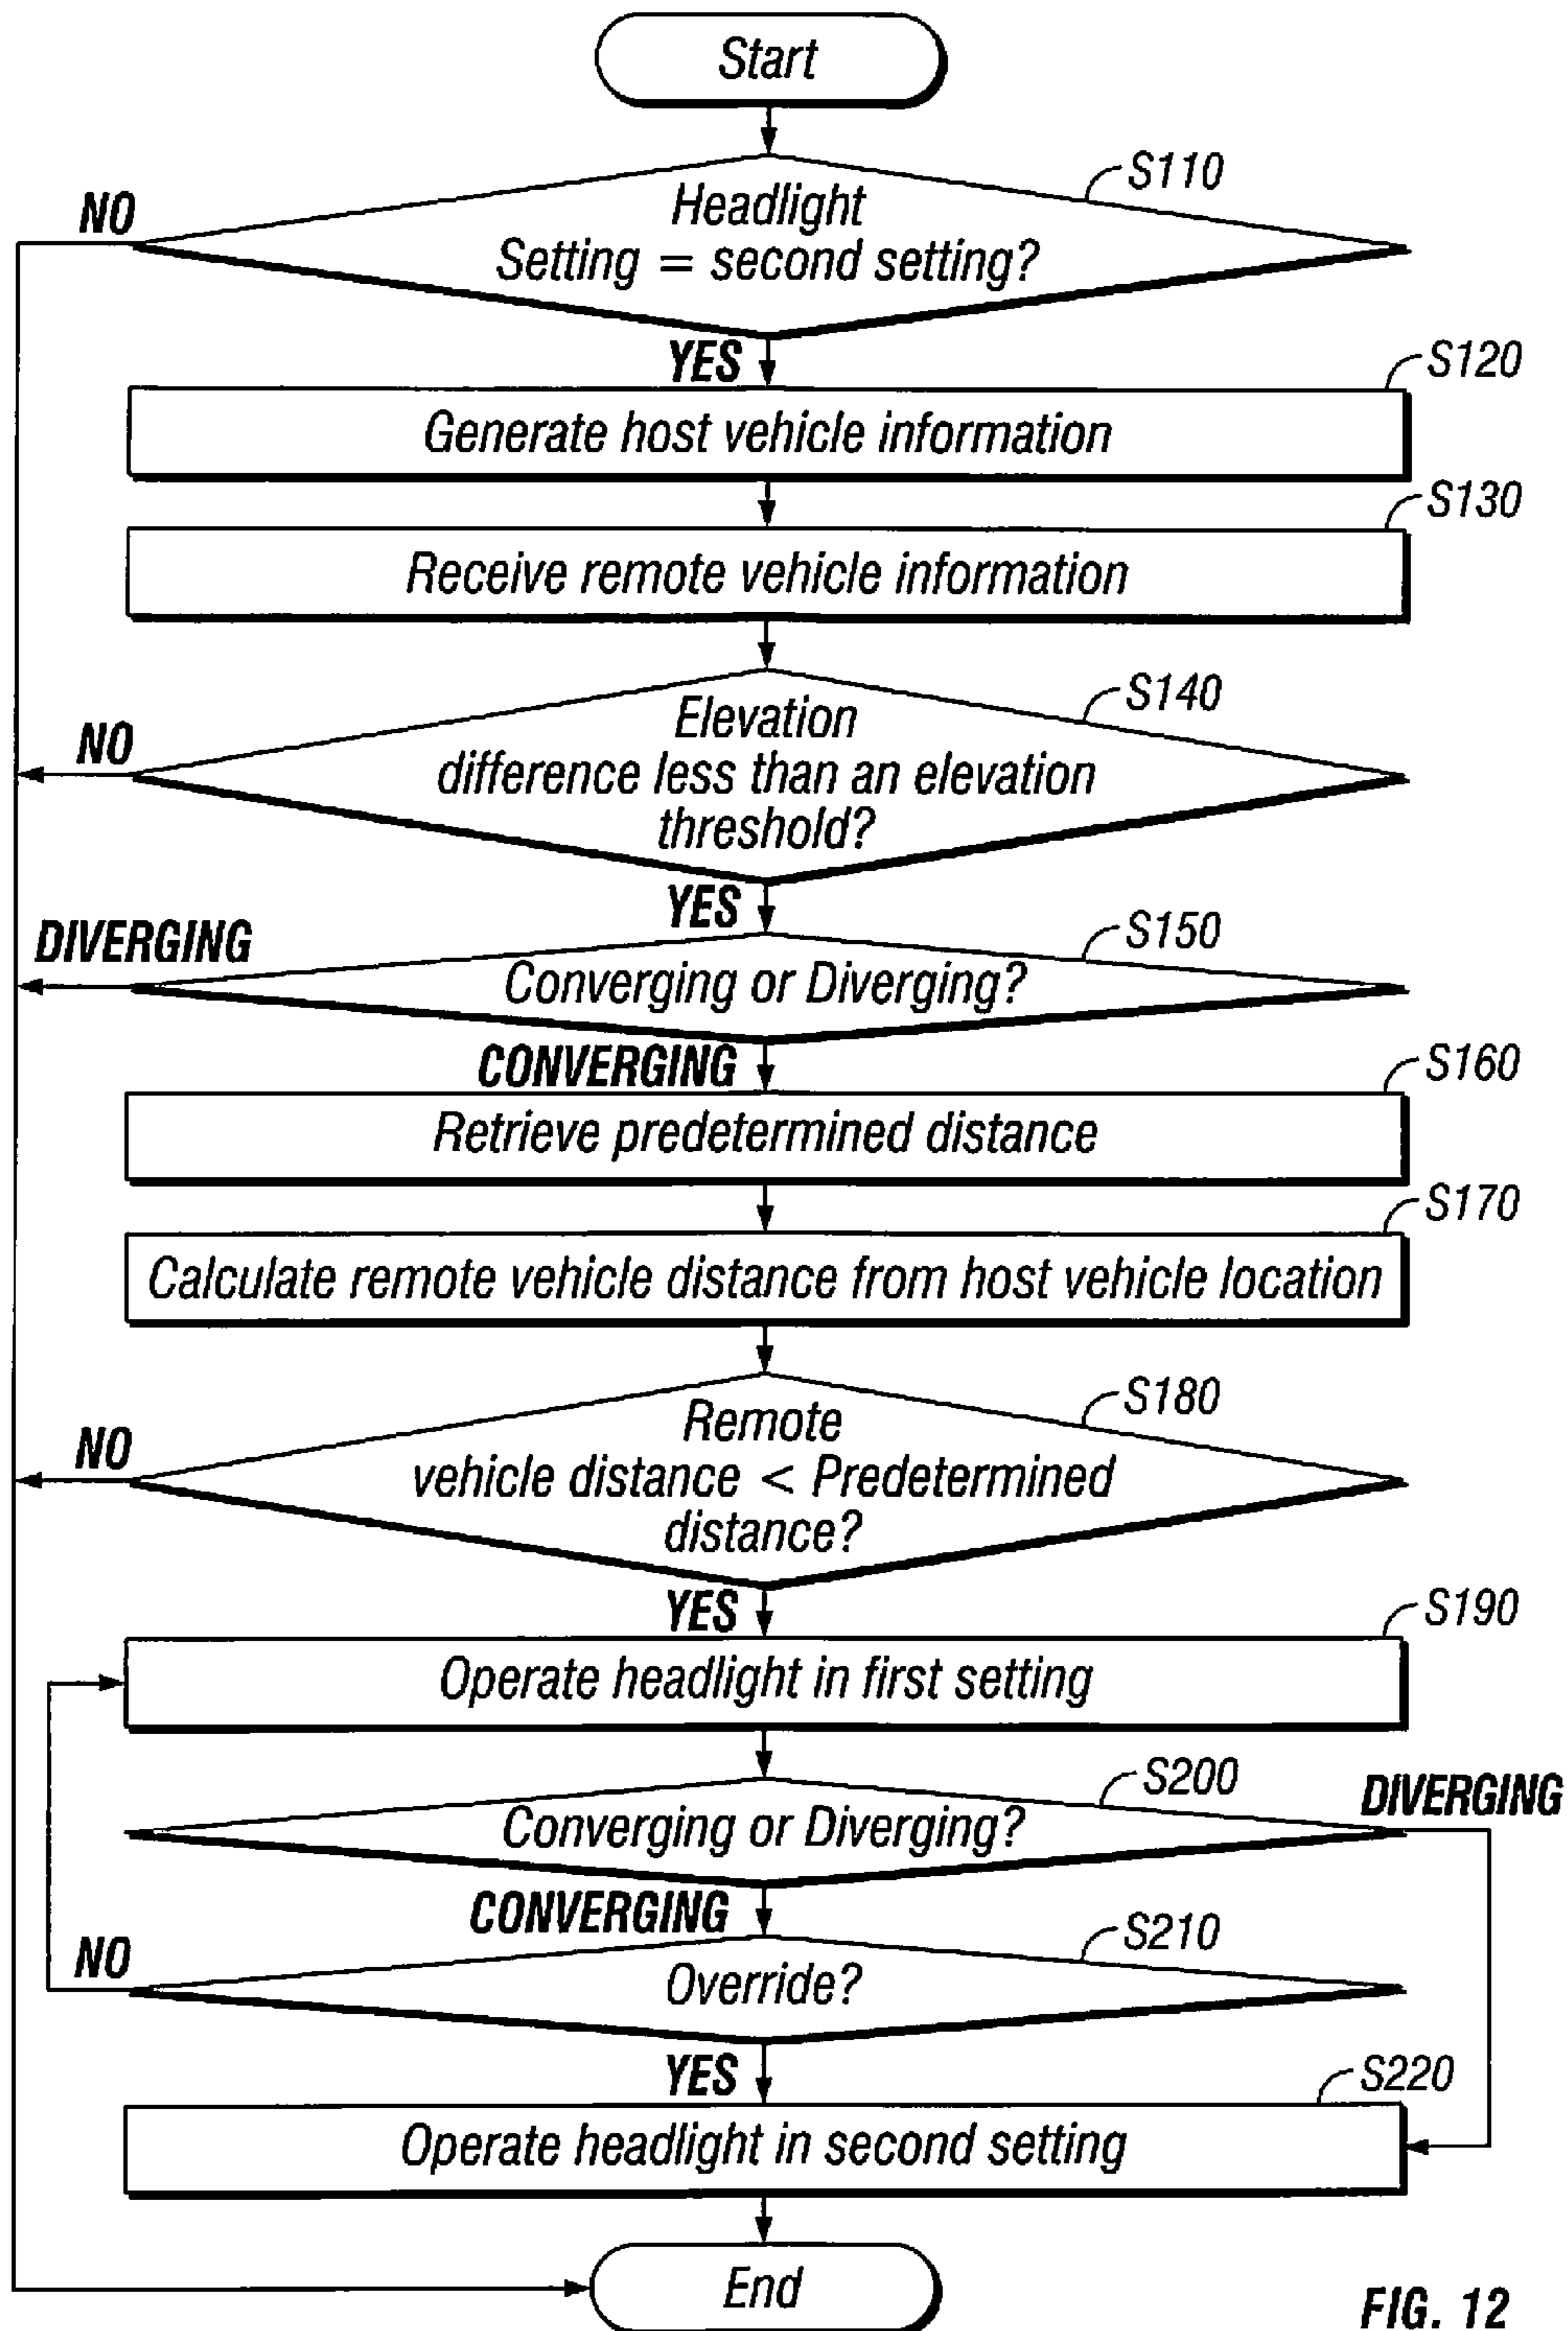 Start
S110
NO
Headlight
Setting = second setting?
YES
S120
Generate host vehicle information
S130
Receive remote vehicle information
S140
NO
Elevation
difference less than an elevation
threshold?
YES
DIVERGING
S150
Converging or Diverging?
CONVERGING
S160
Retrieve predetermined distance
S170
Calculate remote vehicle distance from host vehicle location
S180
NO
Remote
vehicle distance < Predetermined
distance?
YES
S190
Operate headlight in first setting
S200
DIVERGING
Converging or Diverging?
CONVERGING
S210
NO
Override?
YES
S220
Operate headlight in second setting
End
FIG. 12